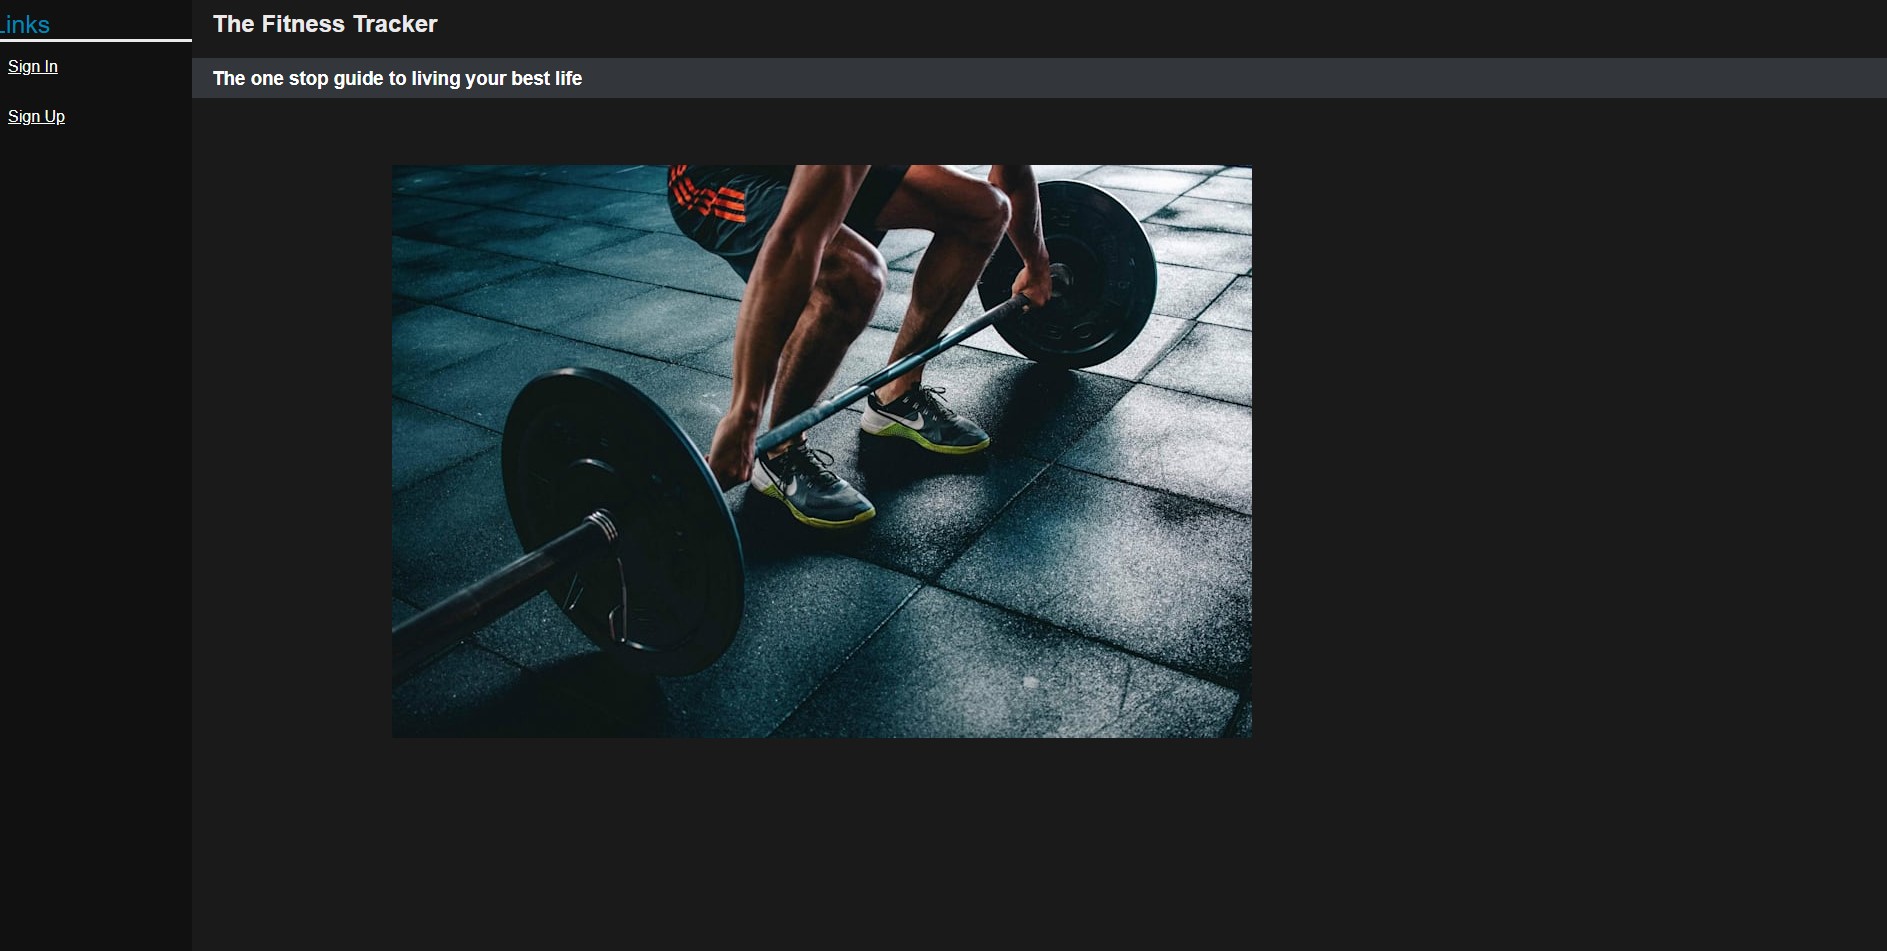 Links
Sign In
Sign Up
The Fitness Tracker
The one stop guide to living your best life